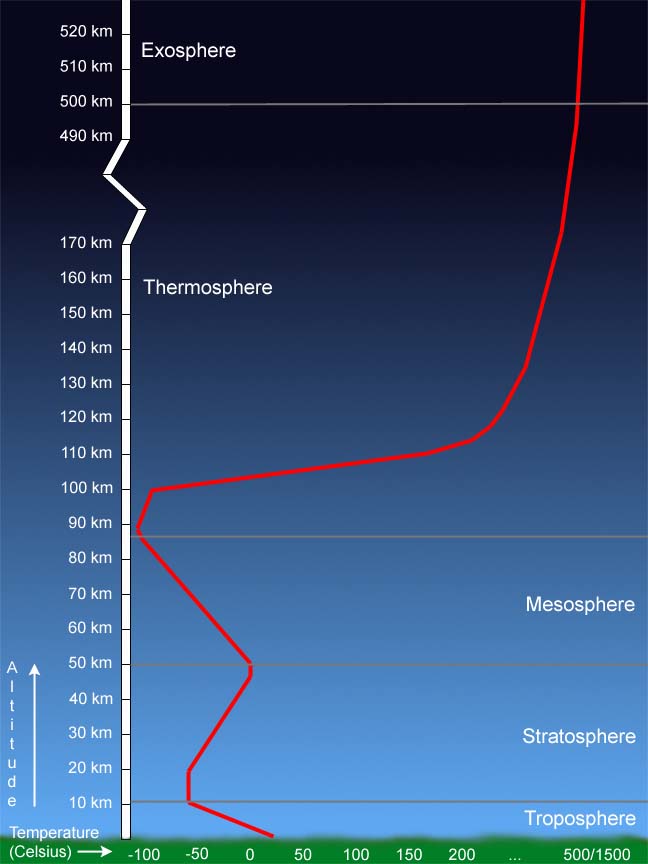 520 km
Exosphere
510 km
500 km
490 km
170 km
Thermosphere
160 km
150 km
140 km
130 km
120 km
110 km
100 km
90 km
80 km
70 km
Mesosphere
60 km
50 km
40 km
30 km
Stratosphere
20 km
10 km
Altitude
Troposphere
Temperature
(Celsius)
-100 -50 0 50 100 150 200 ... 500/1500